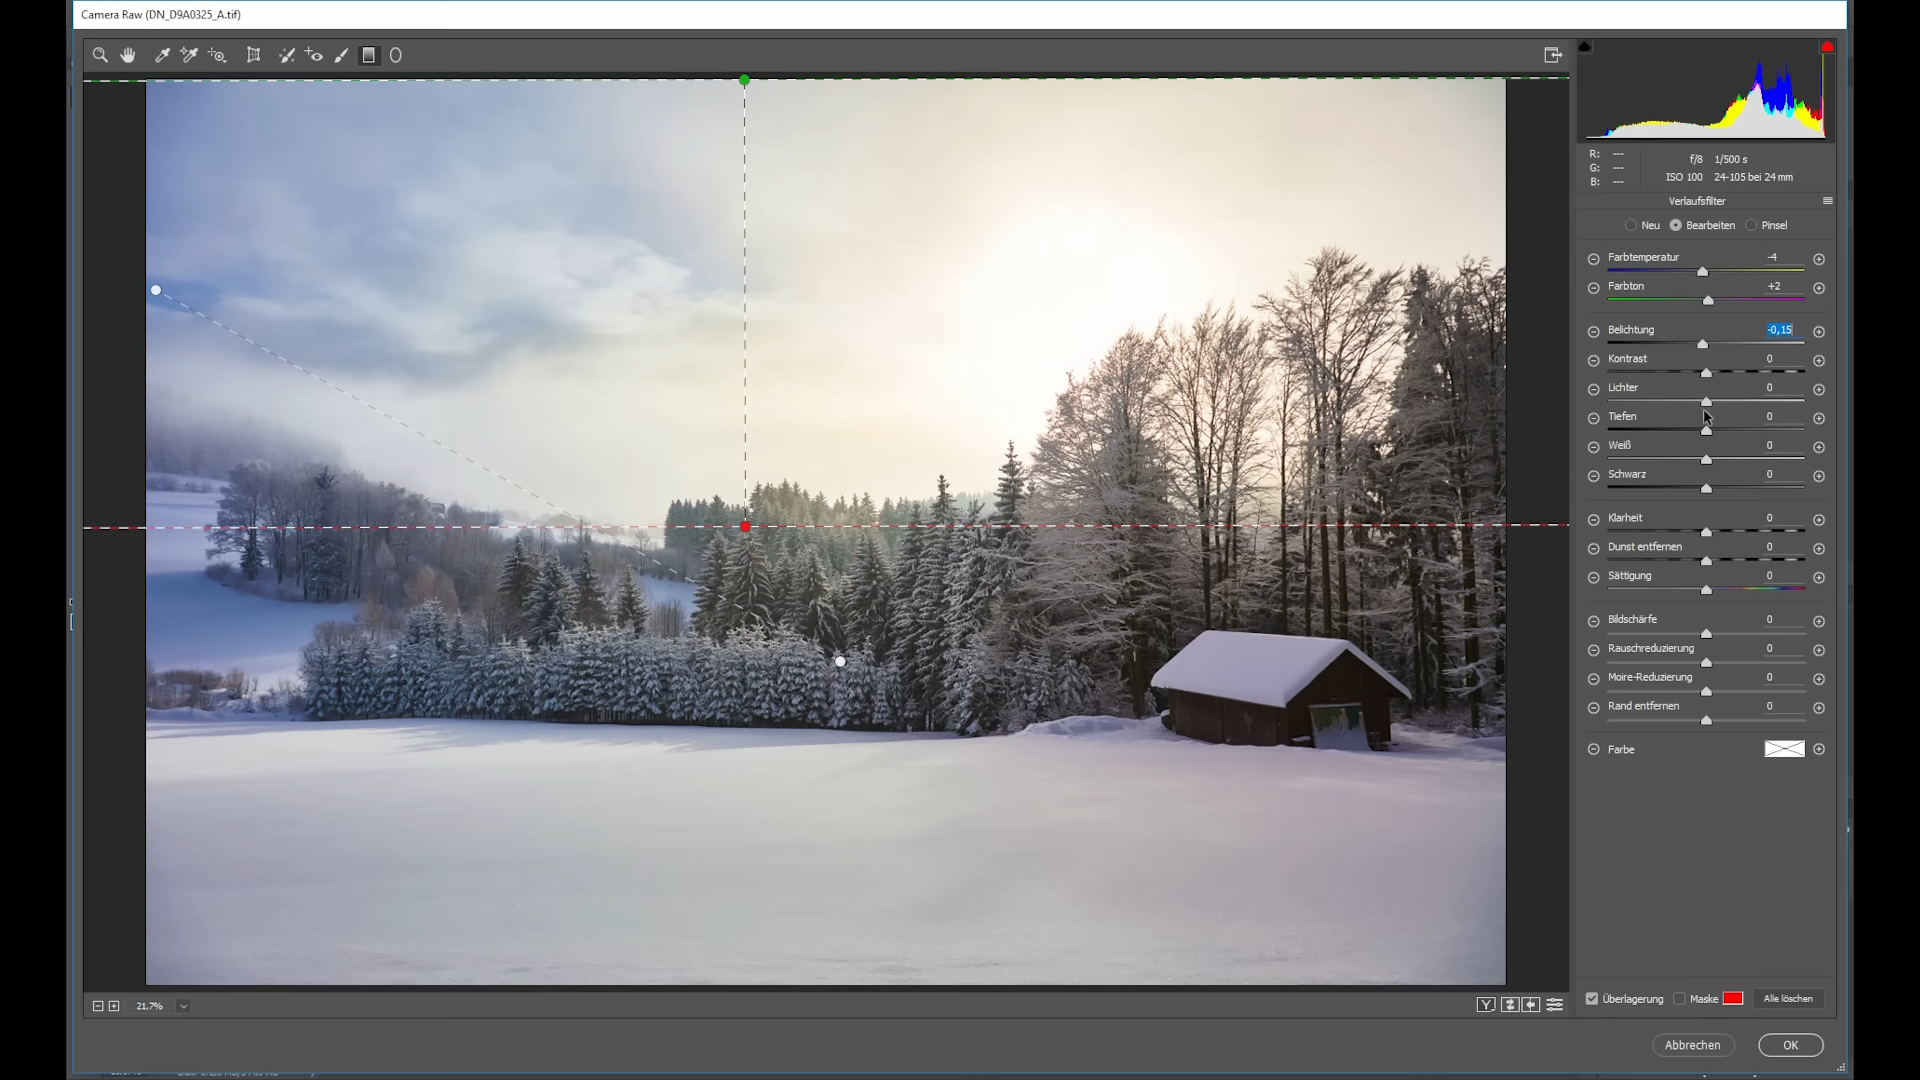 Camera Raw (DN_D9A0325_A.tif)
R: ---
G: ---
B: ---
f/8 1/500 s
ISO 100 24-105 bei 24 mm
Verlaufsfilter
Neu Bearbeiten Pinsel
Farbtemperatur -4
Farbton +2
Belichtung -0,15
Kontrast 0
Lichter 0
Tiefen 0
Weiß 0
Schwarz 0
Klarheit 0
Dunst entfernen 0
Sättigung 0
Bildschärfe 0
Rauschreduzierung 0
Moire-Reduzierung 0
Rand entfernen 0
Farbe
21,7%
Y
Überlagerung Maske Alle löschen
Abbrechen OK